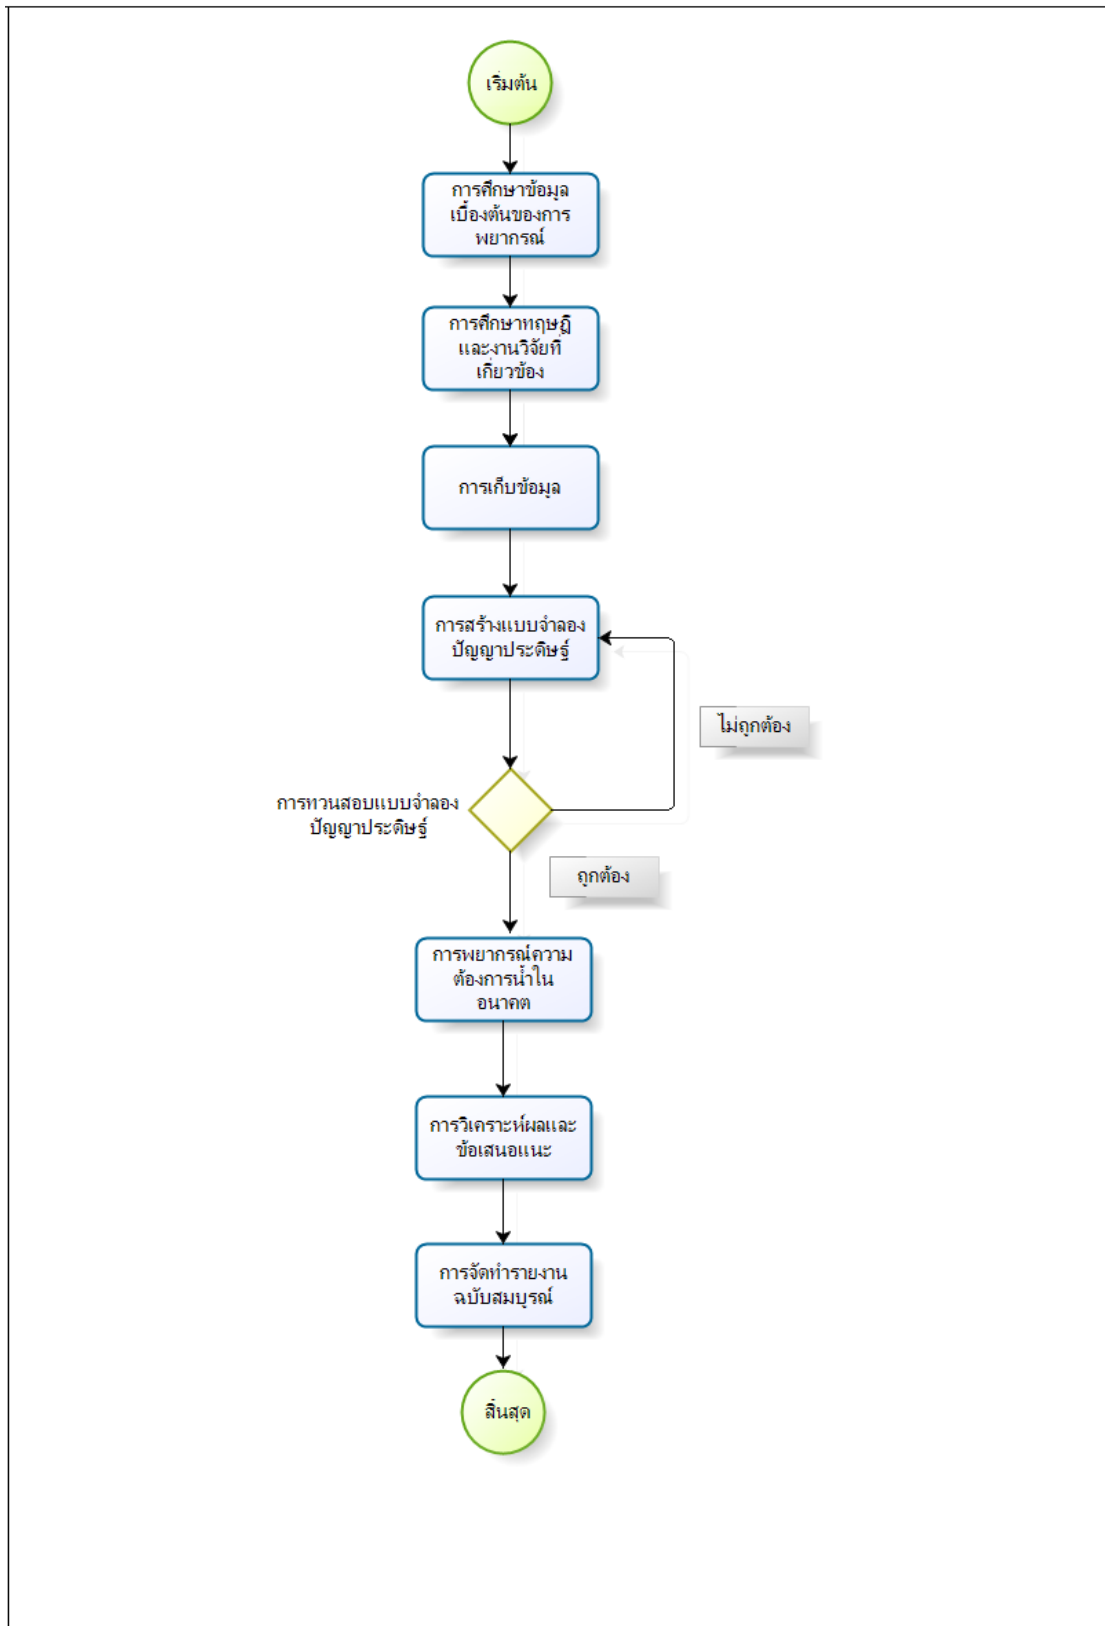 เริ่มต้น
การศึกษาข้อมูล
เบื้องต้นของการ
พยากรณ์
การศึกษาทฤษฎี
และงานวิจัยที่
เกี่ยวข้อง
การเก็บข้อมูล
การสร้างแบบจำลอง
ปัญญาประดิษฐ์
ไม่ถูกต้อง
การทวนสอบแบบจำลอง
ปัญญาประดิษฐ์
ถูกต้อง
การพยากรณ์ความ
ต้องการน้ำใน
อนาคต
การวิเคราะห์ผลและ
ข้อเสนอแนะ
การจัดทำรายงาน
ฉบับสมบูรณ์
สิ้นสุด